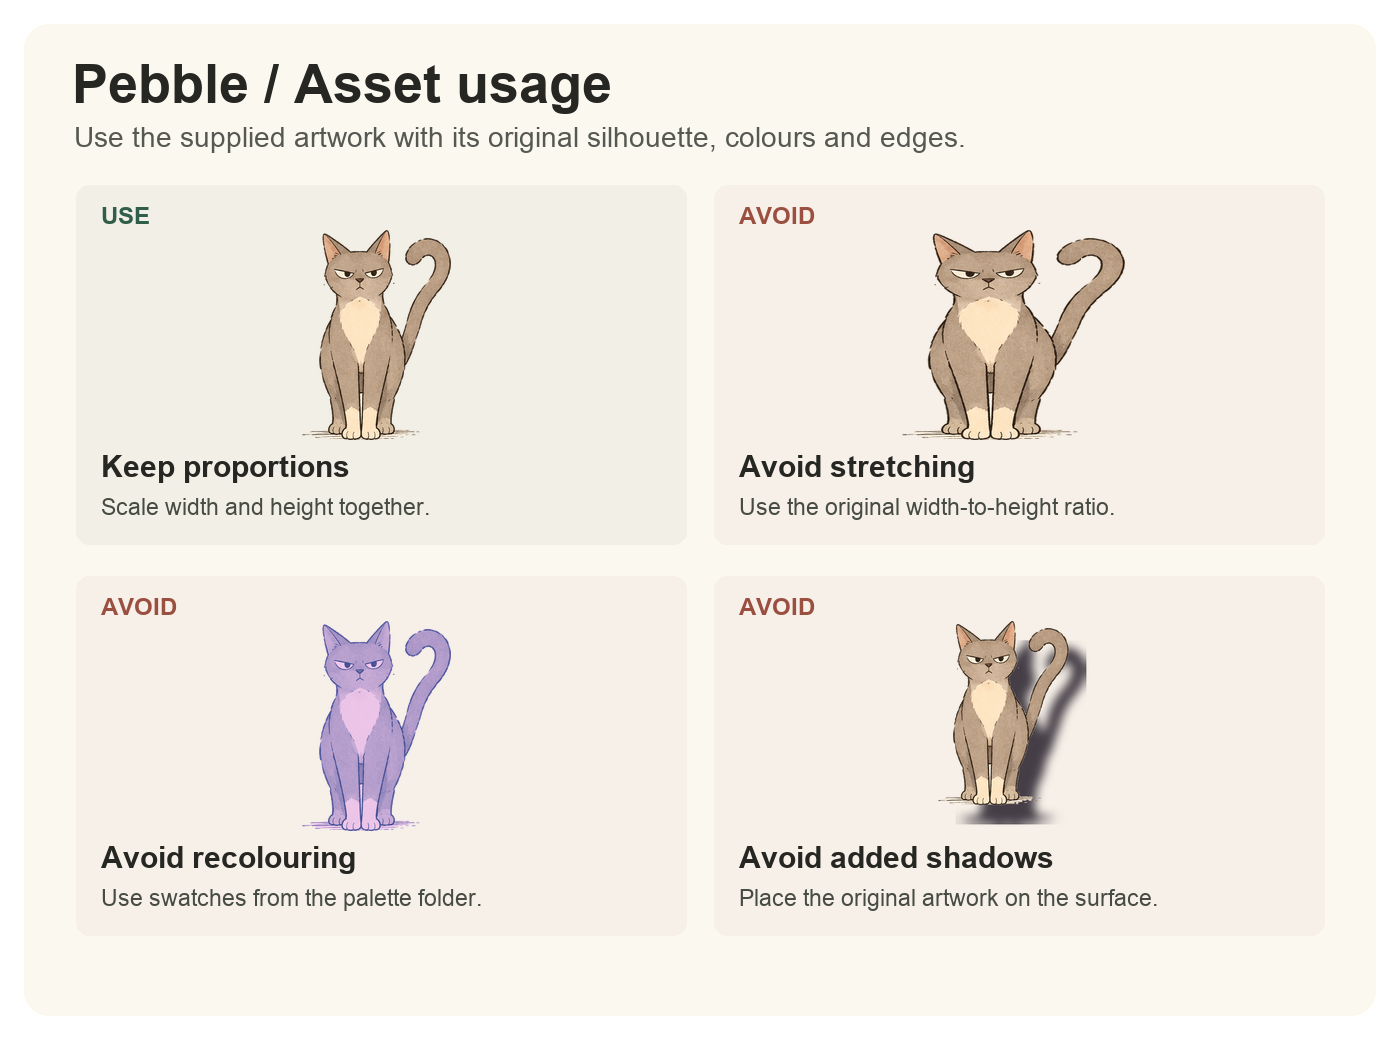 Pebble / Asset usage
Use the supplied artwork with its original silhouette, colours and edges.
USE
Keep proportions
Scale width and height together.
AVOID
Avoid stretching
Use the original width-to-height ratio.
AVOID
Avoid recolouring
Use swatches from the palette folder.
AVOID
Avoid added shadows
Place the original artwork on the surface.